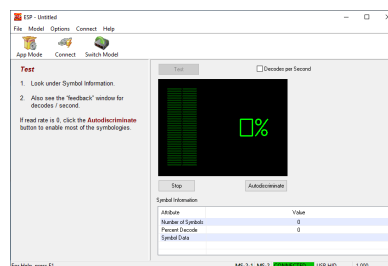 ESP - Untitled
File Model Options Connect Help
App Mode Connect Switch Model
Test
1. Look under Symbol Information.
2. Also see the "feedback" window for
decodes / second.
If read rate is 0, click the Autodiscriminate
button to enable most of the symbologies.
Test
Decodes per Second
0%
Stop
Autodiscriminate
Symbol Information
Attribute Value
Number of Symbols 0
Percent Decode 0
Symbol Data
For Help, press F1
CONNECTED USB HID